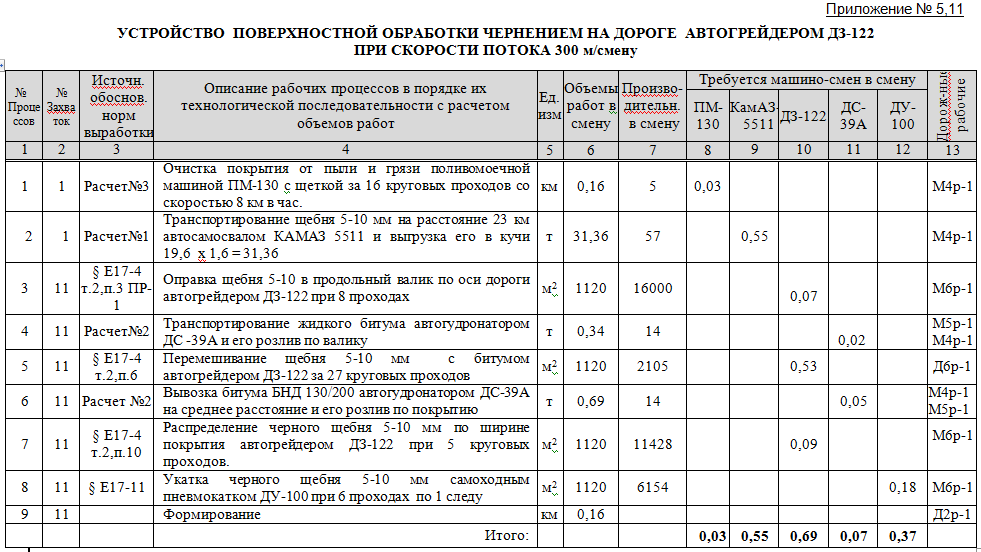 Приложение № 5,11
УСТРОЙСТВО ПОВЕРХНОСТНОЙ ОБРАБОТКИ ЧЕРНЕНИЕМ НА ДОРОГЕ АВТОГРЕЙДЕРОМ ДЗ-122
ПРИ СКОРОСТИ ПОТОКА 300 м/смену
№ Проце ссов
№ Захва ток
Источн. обоснов. норм выработки
Описание рабочих процессов в порядке их технологической последовательности с расчетом объемов работ
Ед. изм
Объемы работ в смену
Произво- дительн. в смену
Требуется машино-смен в смену
ПМ- 130
КамАЗ- 5511
ДЗ-122
ДС- 39А
ДУ- 100
Дорожные рабочие
1 2 3 4 5 6 7 8 9 10 11 12 13
1 1 Расчет№3 Очистка покрытия от пыли и грязи поливомоечной машиной ПМ-130 с щеткой за 16 круговых проходов со скоростью 8 км в час. км 0,16 5 0,03 М4р-1
2 1 Расчет№1 Транспортирование щебня 5-10 мм на расстояние 23 км автосамосвалом КАМАЗ 5511 и выгрузка его в кучи 19,6 х 1,6 = 31,36 т 31,36 57 0,55 М4р-1
3 11 § Е17-4 т.2,п.3 ПР-1 Оправка щебня 5-10 в продольный валик по оси дороги автогрейдером ДЗ-122 при 8 проходах м2 1120 16000 0,07 М6р-1
4 11 Расчет№2 Транспортирование жидкого битума автогудронатором ДС -39А и его розлив по валику т 0,34 14 0,02 М5р-1 М4р-1
5 11 § Е17-4 т.2,п.6 Перемешивание щебня 5-10 мм с битумом автогрейдером ДЗ-122 за 27 круговых проходов м2 1120 2105 0,53 Д6р-1
6 11 Расчет №2 Вывозка битума БНД 130/200 автогудронатором ДС-39А на среднее расстояние и его розлив по покрытию т 0,69 14 0,05 М4р-1 М5р-1
7 11 § Е17-4 т.2,п.10 Распределение черного щебня 5-10 мм по ширине покрытия автогрейдером ДЗ-122 при 5 круговых проходов. м2 1120 11428 0,09 М6р-1
8 11 § Е17-11 Укатка черного щебня 5-10 мм самоходным пневмокатком ДУ-100 при 6 проходах по 1 следу м2 1120 6154 0,18 М6р-1
9 11 Формирование км 0,16 Д2р-1
Итого: 0,03 0,55 0,69 0,07 0,37